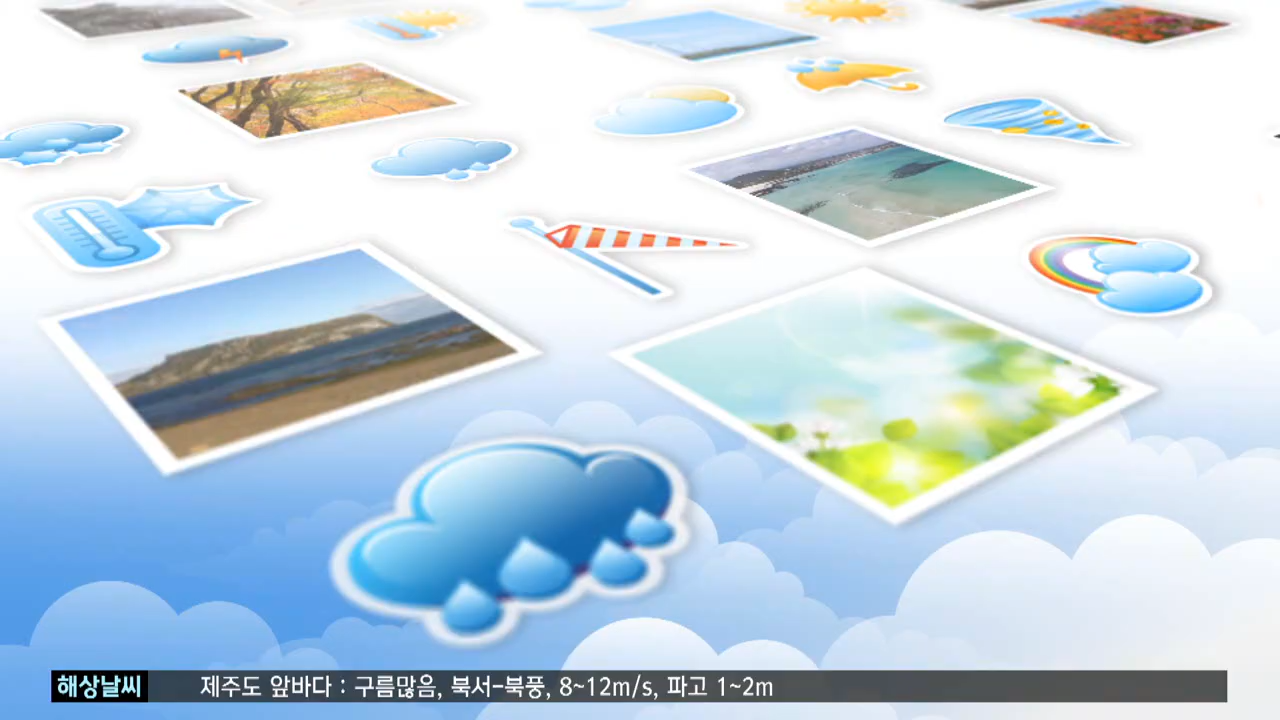 해상날씨 제주도 앞바다 : 구름많음, 북서-북풍, 8~12m/s, 파고 1~2m